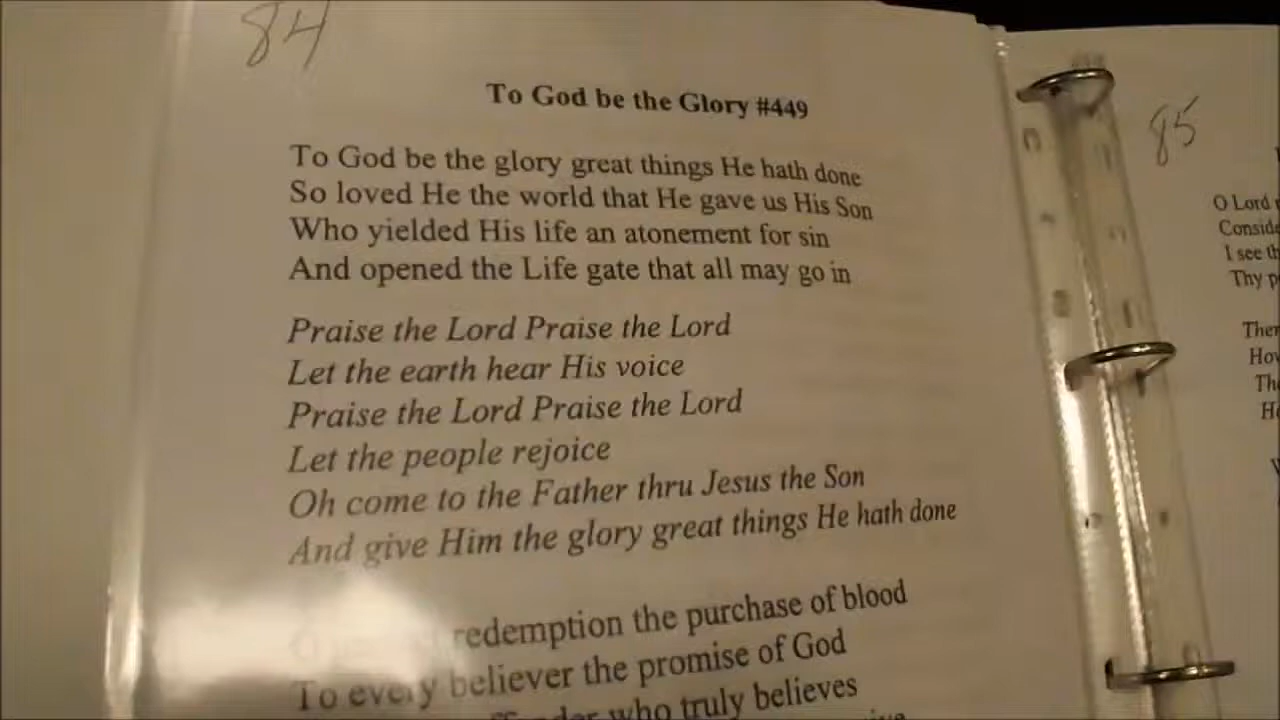 84
To God be the Glory #449
To God be the glory great things He hath done
So loved He the world that He gave us His Son
Who yielded His life an atonement for sin
And opened the Life gate that all may go in
Praise the Lord Praise the Lord
Let the earth hear His voice
Praise the Lord Praise the Lord
Let the people rejoice
Oh come to the Father thru Jesus the Son
And give Him the glory great things He hath done
redemption the purchase of blood
To every believer the promise of God
who truly believes
85
O Lord
I see
Thy